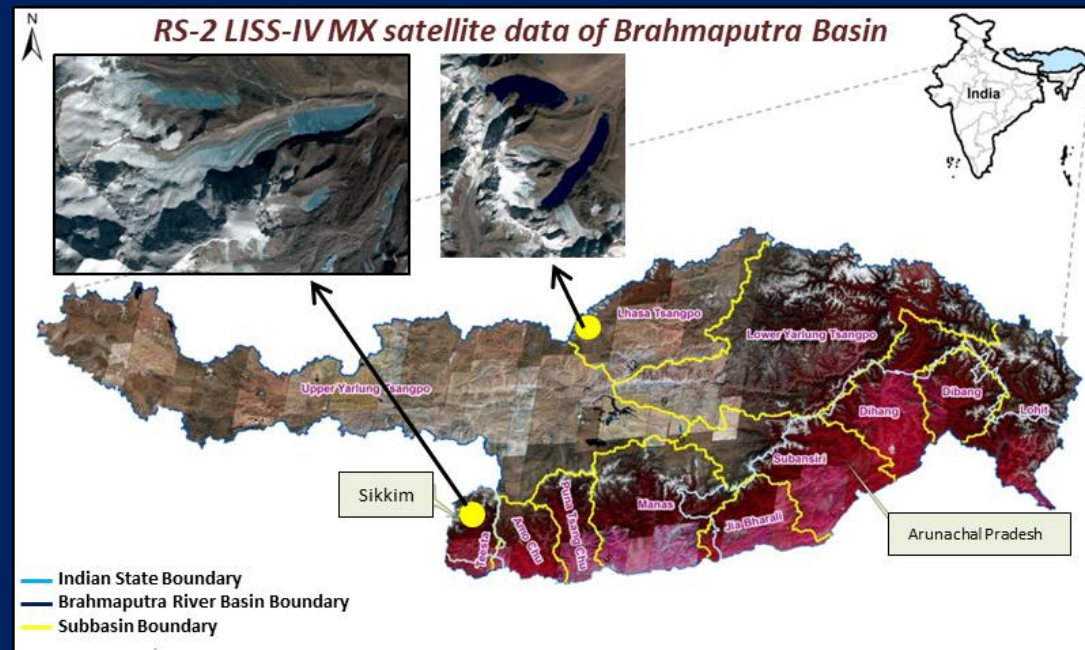 N
RS-2 LISS-IV MX satellite data of Brahmaputra Basin
India
Lhasa Tsangpo
Lower Yarlung Tsangpo
Upper Yarlung Tsangpo
Dibang
Dihang
Lohit
Subansiri
Sikkim
Manas
Puna Tsang Chu
Amo Chu
Teesta
Jia Bharali
Arunachal Pradesh
Indian State Boundary
Brahmaputra River Basin Boundary
Subbasin Boundary